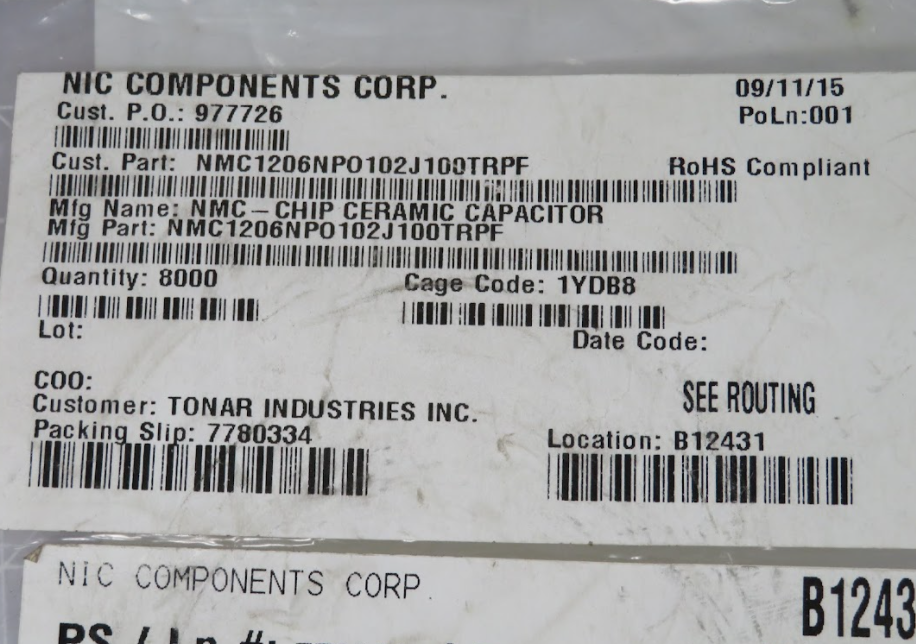 NIC COMPONENTS CORP. 09/11/15
Cust. P.O.: 977726 PoLn:001
Cust. Part: NMC1206NPO102J100TRPF RoHS Compliant
Mfg Name: NMC-CHIP CERAMIC CAPACITOR
Mfg Part: NMC1206NPO102J100TRPF
Quantity: 8000 Cage Code: 1YDB8
Lot: Date Code:
COO: SEE ROUTING
Customer: TONAR INDUSTRIES INC.
Packing Slip: 7780334 Location: B12431
NIC COMPONENTS CORP. B1243
PS / Ln #: